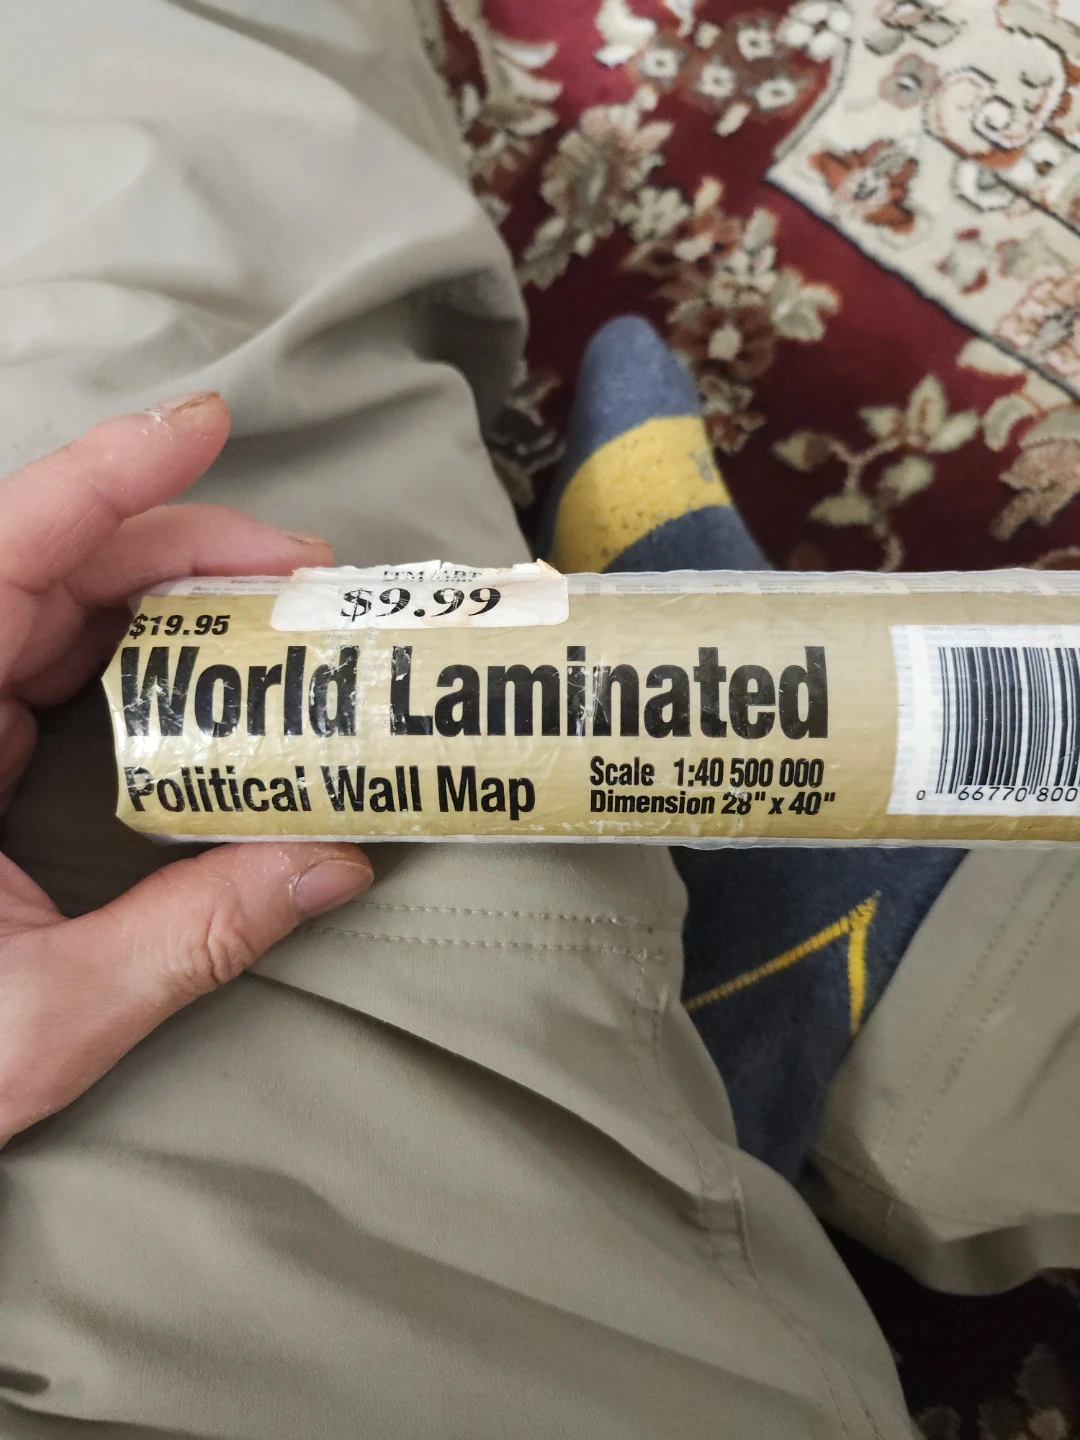 $9.99
$19.95
World Laminated
Political Wall Map
Scale 1:40 500 000
Dimension 28" x 40"
0 66770 800